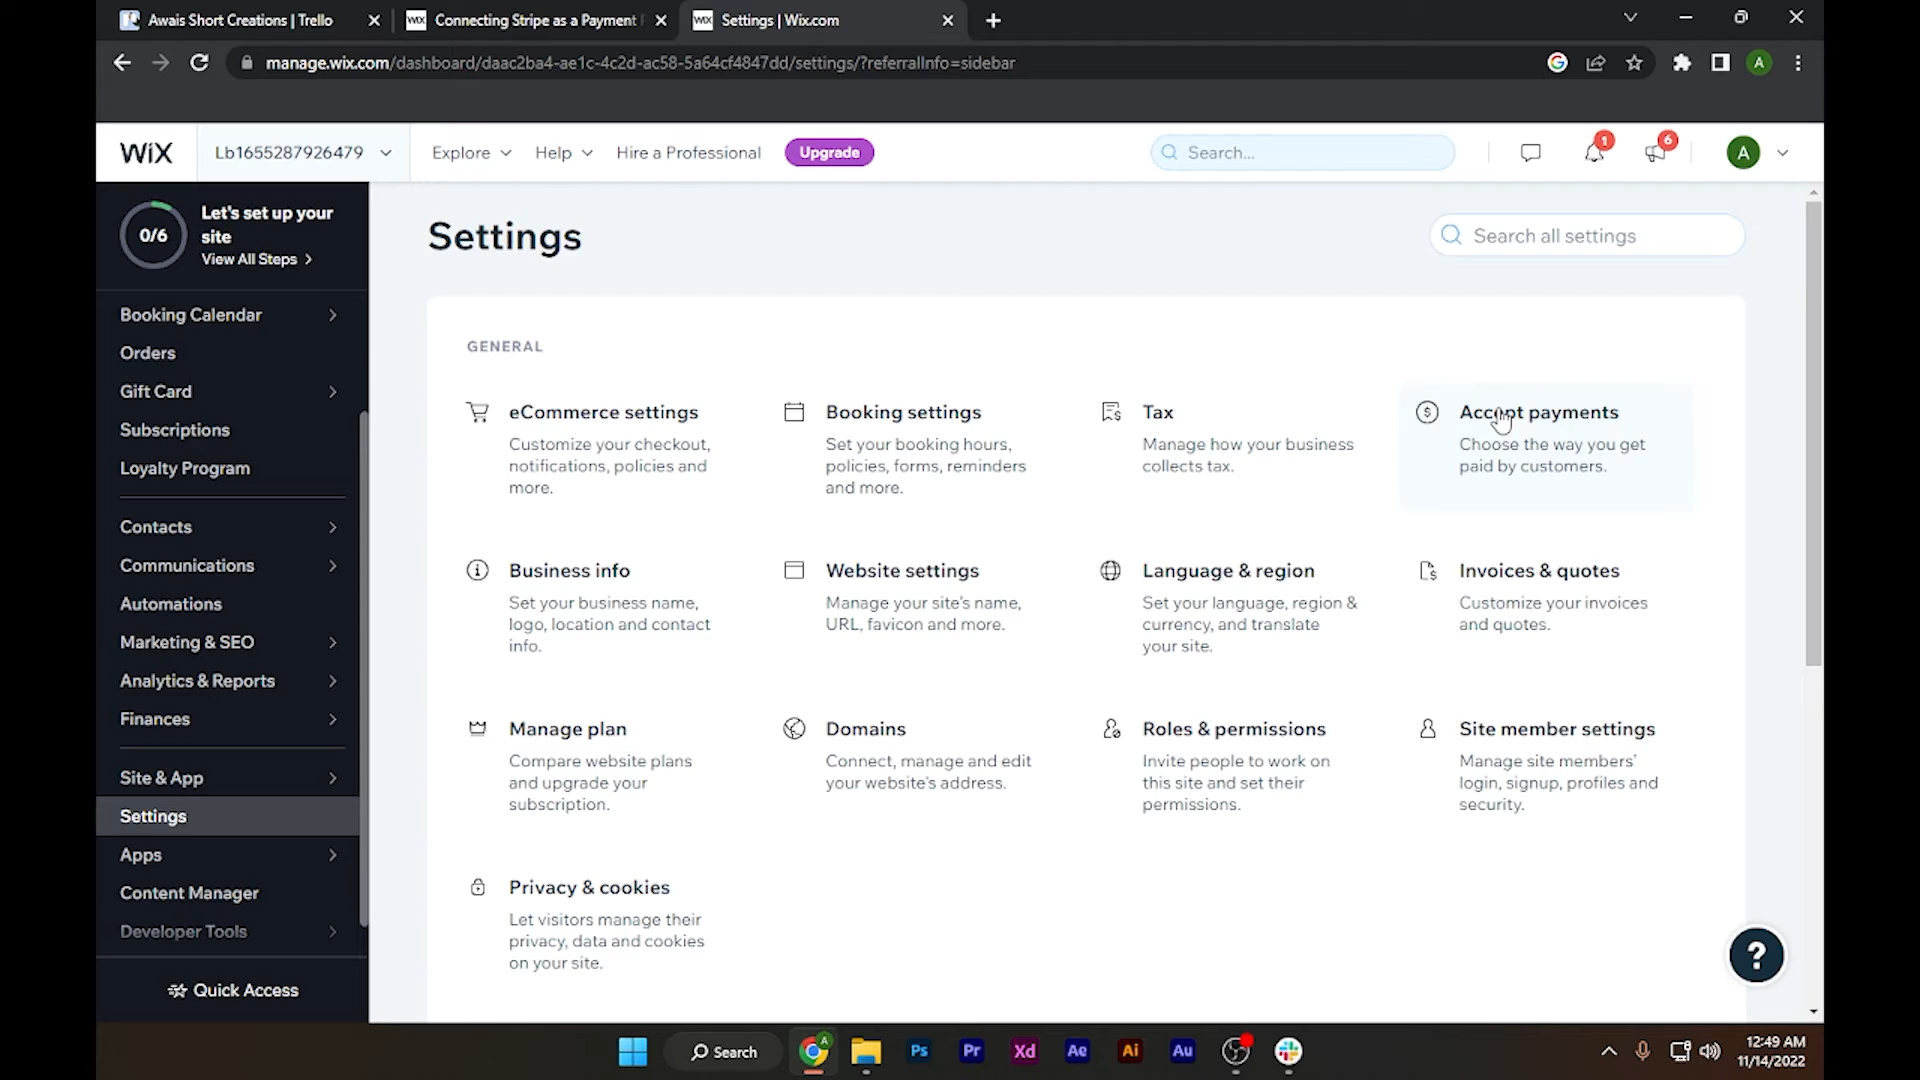 Awais Short Creations | Trello
WiX Connecting Stripe as a Payment
WiX Settings | Wix.com
manage.wix.com/dashboard/daac2ba4-ae1c-4c2d-ac58-5a64cf4847dd/settings/?referralInfo=sidebar
A
WiX
Lb1655287926479
Explore
Help
Hire a Professional
Upgrade
Search...
1
6
A
0/6
Let's set up your
site
View All Steps
Booking Calendar
Orders
Gift Card
Subscriptions
Loyalty Program
Contacts
Communications
Automations
Marketing & SEO
Analytics & Reports
Finances
Site & App
Settings
Apps
Content Manager
Developer Tools
Quick Access
Settings
Search all settings
GENERAL
eCommerce settings
Customize your checkout,
notifications, policies and
more.
Booking settings
Set your booking hours,
policies, forms, reminders
and more.
Tax
Manage how your business
collects tax.
Accept payments
Choose the way you get
paid by customers.
Business info
Set your business name,
logo, location and contact
info.
Website settings
Manage your site's name,
URL, favicon and more.
Language & region
Set your language, region &
currency, and translate
your site.
Invoices & quotes
Customize your invoices
and quotes.
Manage plan
Compare website plans
and upgrade your
subscription.
Domains
Connect, manage and edit
your website's address.
Roles & permissions
Invite people to work on
this site and set their
permissions.
Site member settings
Manage site members'
login, signup, profiles and
security.
Privacy & cookies
Let visitors manage their
privacy, data and cookies
on your site.
?
Search
A
Ps
Pr
Xd
Ae
Ai
Au
12:49 AM
11/14/2022